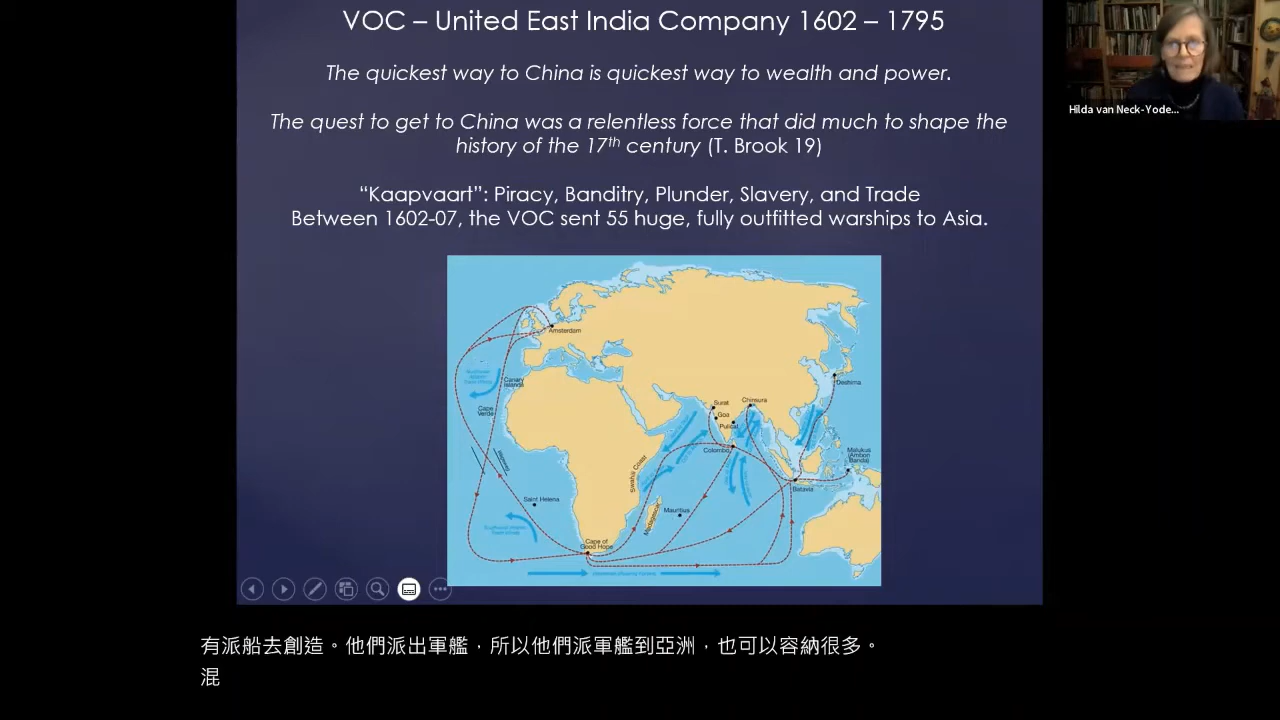 VOC – United East India Company 1602 – 1795
The quickest way to China is quickest way to wealth and power.
The quest to get to China was a relentless force that did much to shape the
history of the 17th century (T. Brook 19)
“Kaapvaart”: Piracy, Banditry, Plunder, Slavery, and Trade
Between 1602-07, the VOC sent 55 huge, fully outfitted warships to Asia.
Hilda van Neck-Yode...
Amsterdam
Canary
Islands
Cape
Verde
Saint Helena
Cape of
Good Hope
Swahili Coast
Madagascar
Mauritius
Surat
Goa
Pulicat
Colombo
Chinsura
Deshima
Malukus
(Ambon
Banda)
Batavia
有派船去創造。他們派出軍艦，所以他們派軍艦到亞洲，也可以容納很多。
混